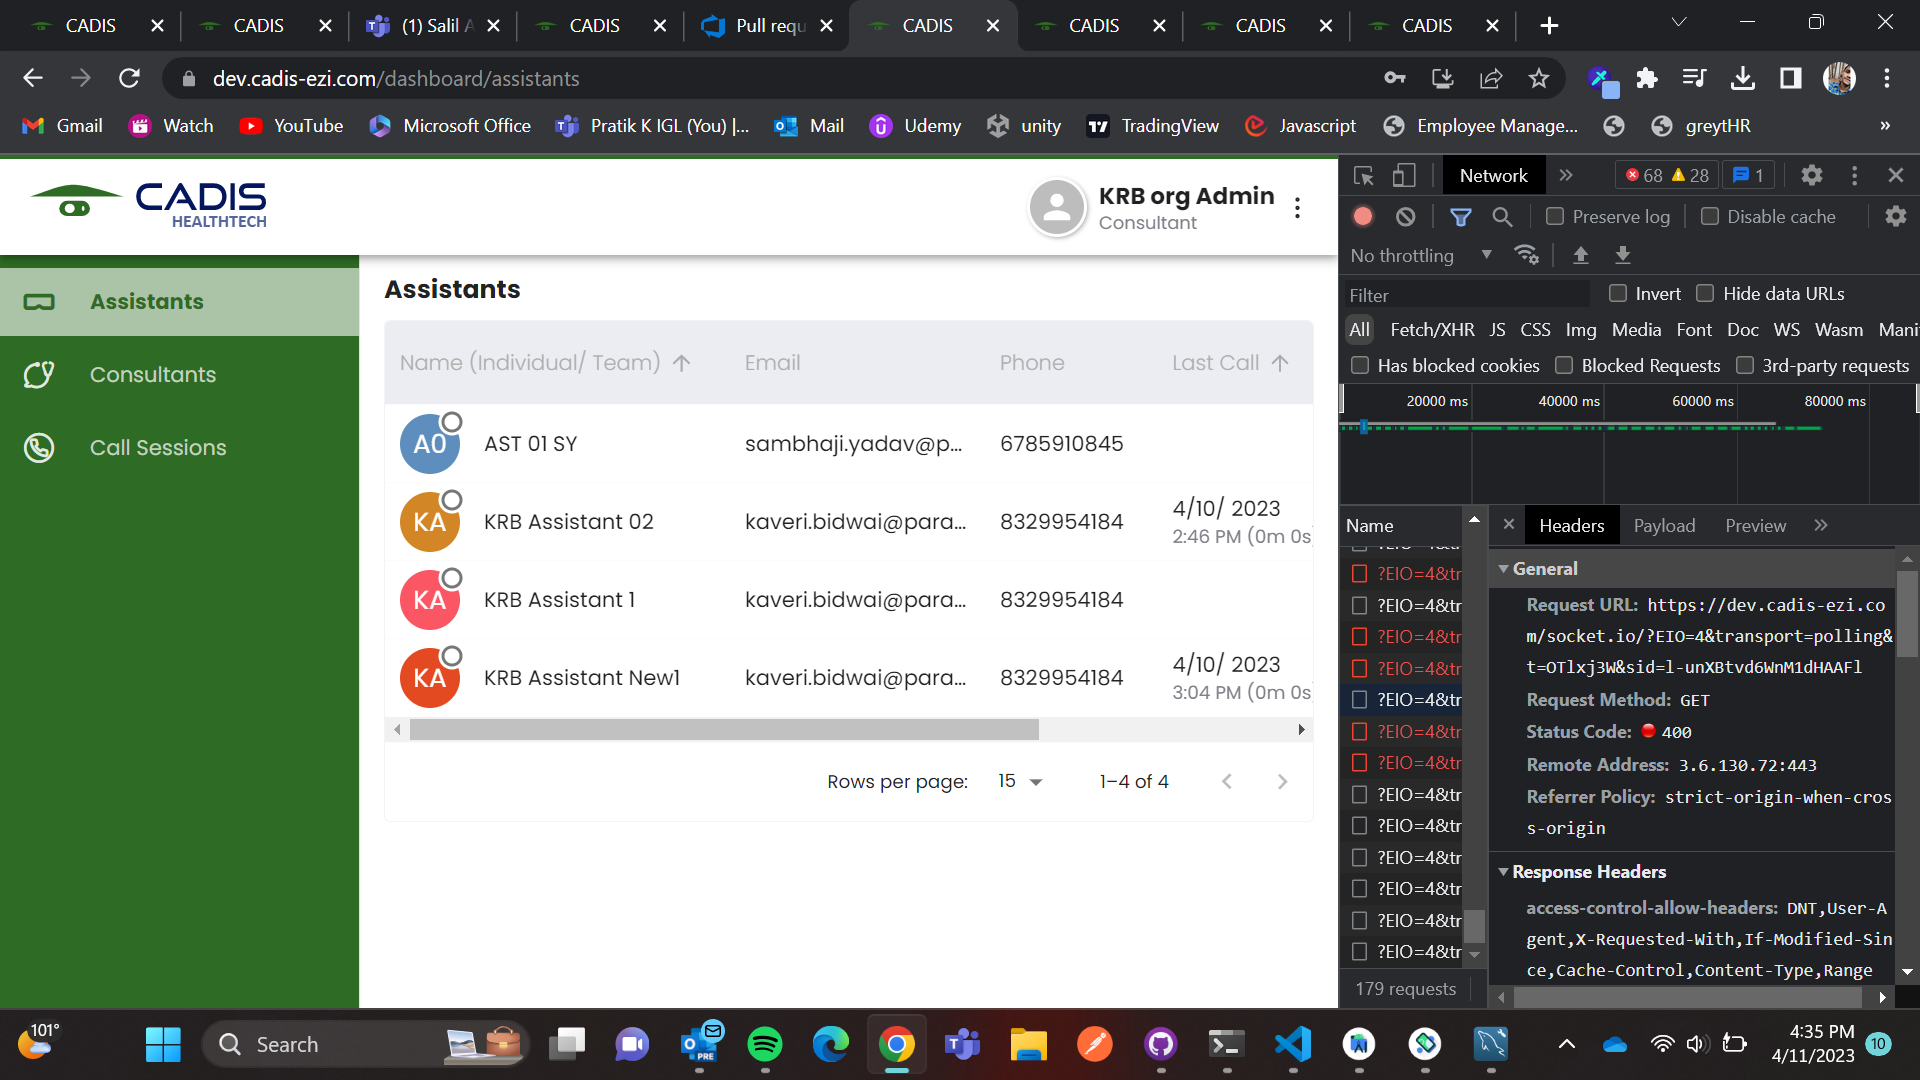 CADIS
CADIS
(1) Salil A
CADIS
Pull requ
CADIS
CADIS
CADIS
CADIS
dev.cadis-ezi.com/dashboard/assistants
Gmail
Watch
YouTube
Microsoft Office
Pratik K IGL (You) |...
Mail
Udemy
unity
TradingView
Javascript
Employee Manage...
greytHR
»
CADIS
HEALTHTECH
KRB org Admin
Consultant
Assistants
Consultants
Call Sessions
Assistants
Name (Individual/ Team)
Email
Phone
Last Call
A0
AST 01 SY
sambhaji.yadav@p...
6785910845
KA
KRB Assistant 02
kaveri.bidwai@para...
8329954184
4/10/ 2023
2:46 PM (0m 0s
KA
KRB Assistant 1
kaveri.bidwai@para...
8329954184
KA
KRB Assistant New1
kaveri.bidwai@para...
8329954184
4/10/ 2023
3:04 PM (0m 0s
Rows per page:
15
1–4 of 4
Network
»
68
28
1
Preserve log
Disable cache
No throttling
Filter
Invert
Hide data URLs
All
Fetch/XHR
JS
CSS
Img
Media
Font
Doc
WS
Wasm
Mani
Has blocked cookies
Blocked Requests
3rd-party requests
20000 ms
40000 ms
60000 ms
80000 ms
Name
?EIO=4&tr
?EIO=4&tr
?EIO=4&tr
?EIO=4&tr
?EIO=4&tr
?EIO=4&tr
?EIO=4&tr
?EIO=4&tr
?EIO=4&tr
?EIO=4&tr
?EIO=4&tr
?EIO=4&tr
?EIO=4&tr
179 requests
Headers
Payload
Preview
»
General
Request URL: https://dev.cadis-ezi.co
m/socket.io/?EIO=4&transport=polling&
t=OTlxj3W&sid=l-unXBtvd6WnM1dHAAFl
Request Method: GET
Status Code: 400
Remote Address: 3.6.130.72:443
Referrer Policy: strict-origin-when-cros
s-origin
Response Headers
access-control-allow-headers: DNT,User-A
gent,X-Requested-With,If-Modified-Sin
ce,Cache-Control,Content-Type,Range
101°
Search
PRE
4:35 PM
4/11/2023
10